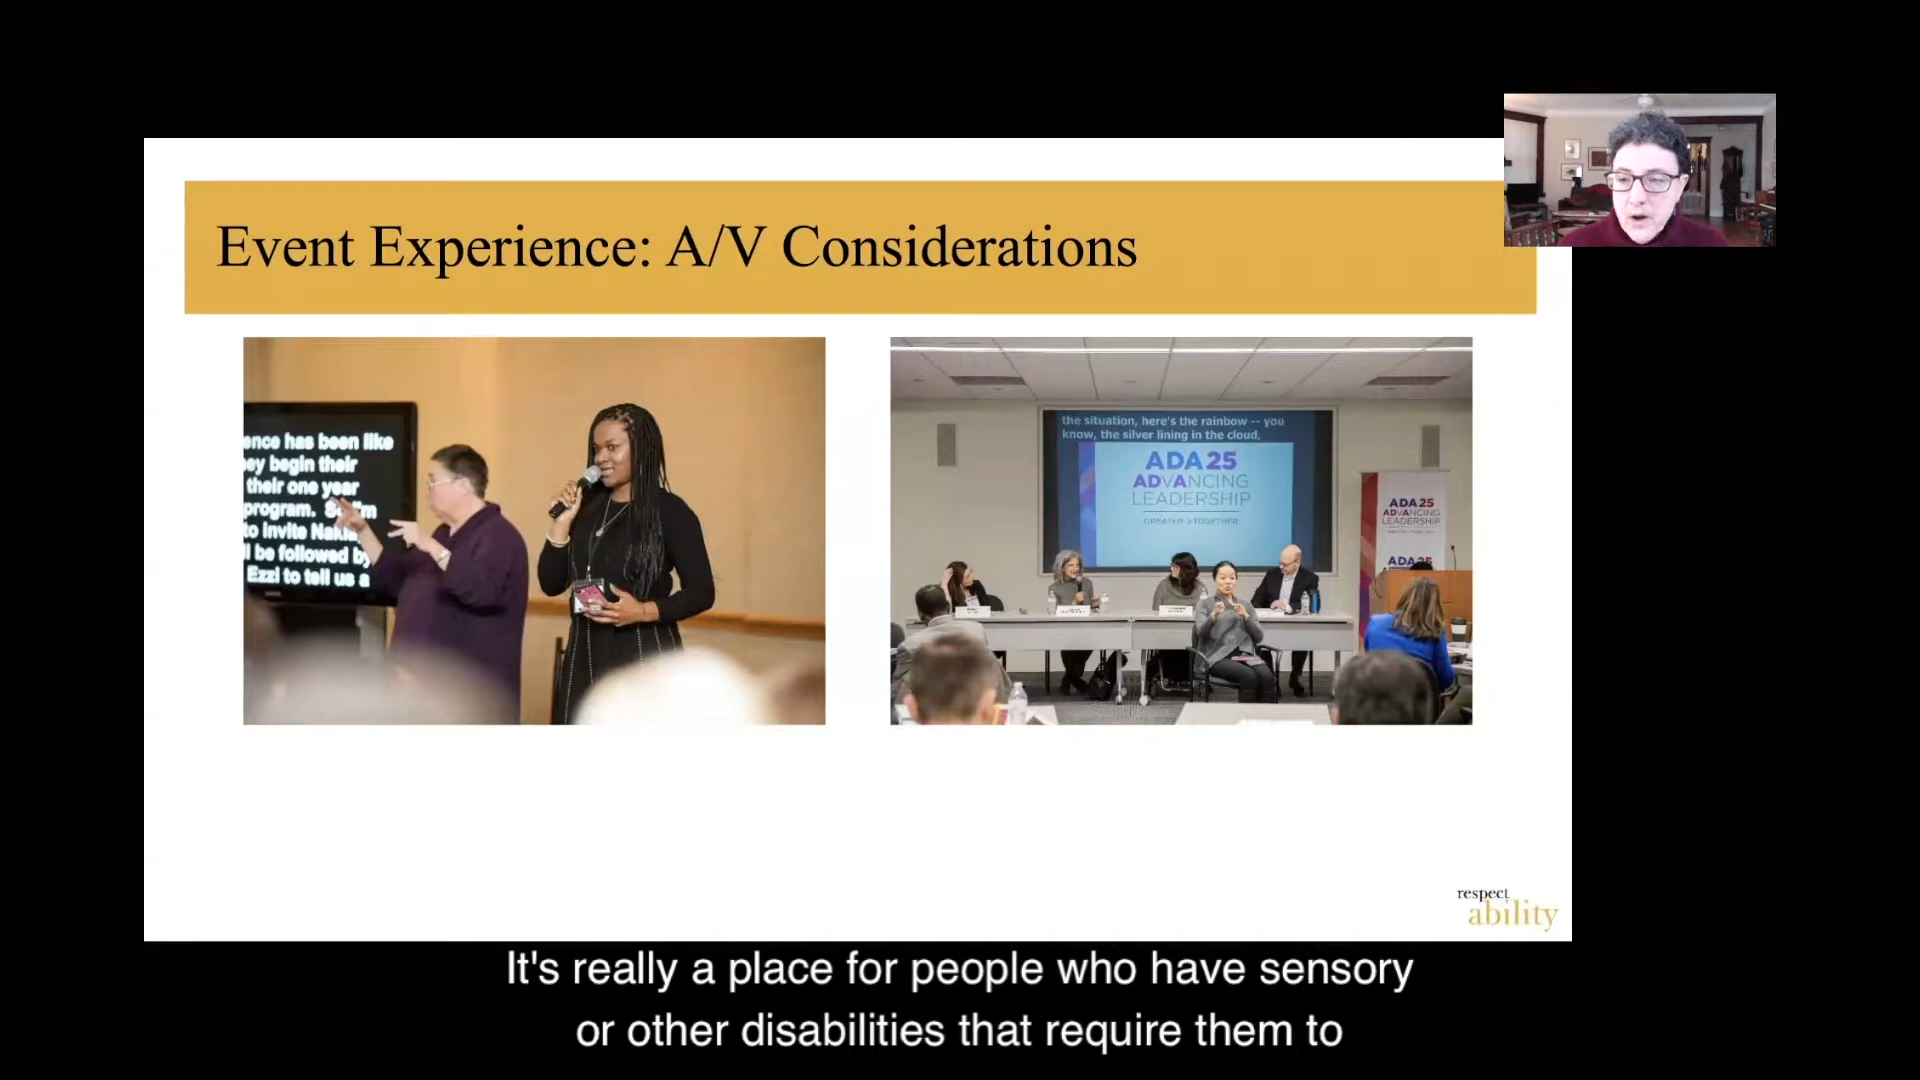 Event Experience: A/V Considerations
ence has been like
ey begin their
their one year
program. So I'm
to invite
l be followed by
Ezzi to tell us a
the situation, here's the rainbow -- you
know, the silver lining in the cloud,
ADA25
ADVANCING
LEADERSHIP
GREATER TOGETHER
ADA25
ADVANCING
LEADERSHIP
ADA25
respect
ability
It's really a place for people who have sensory
or other disabilities that require them to